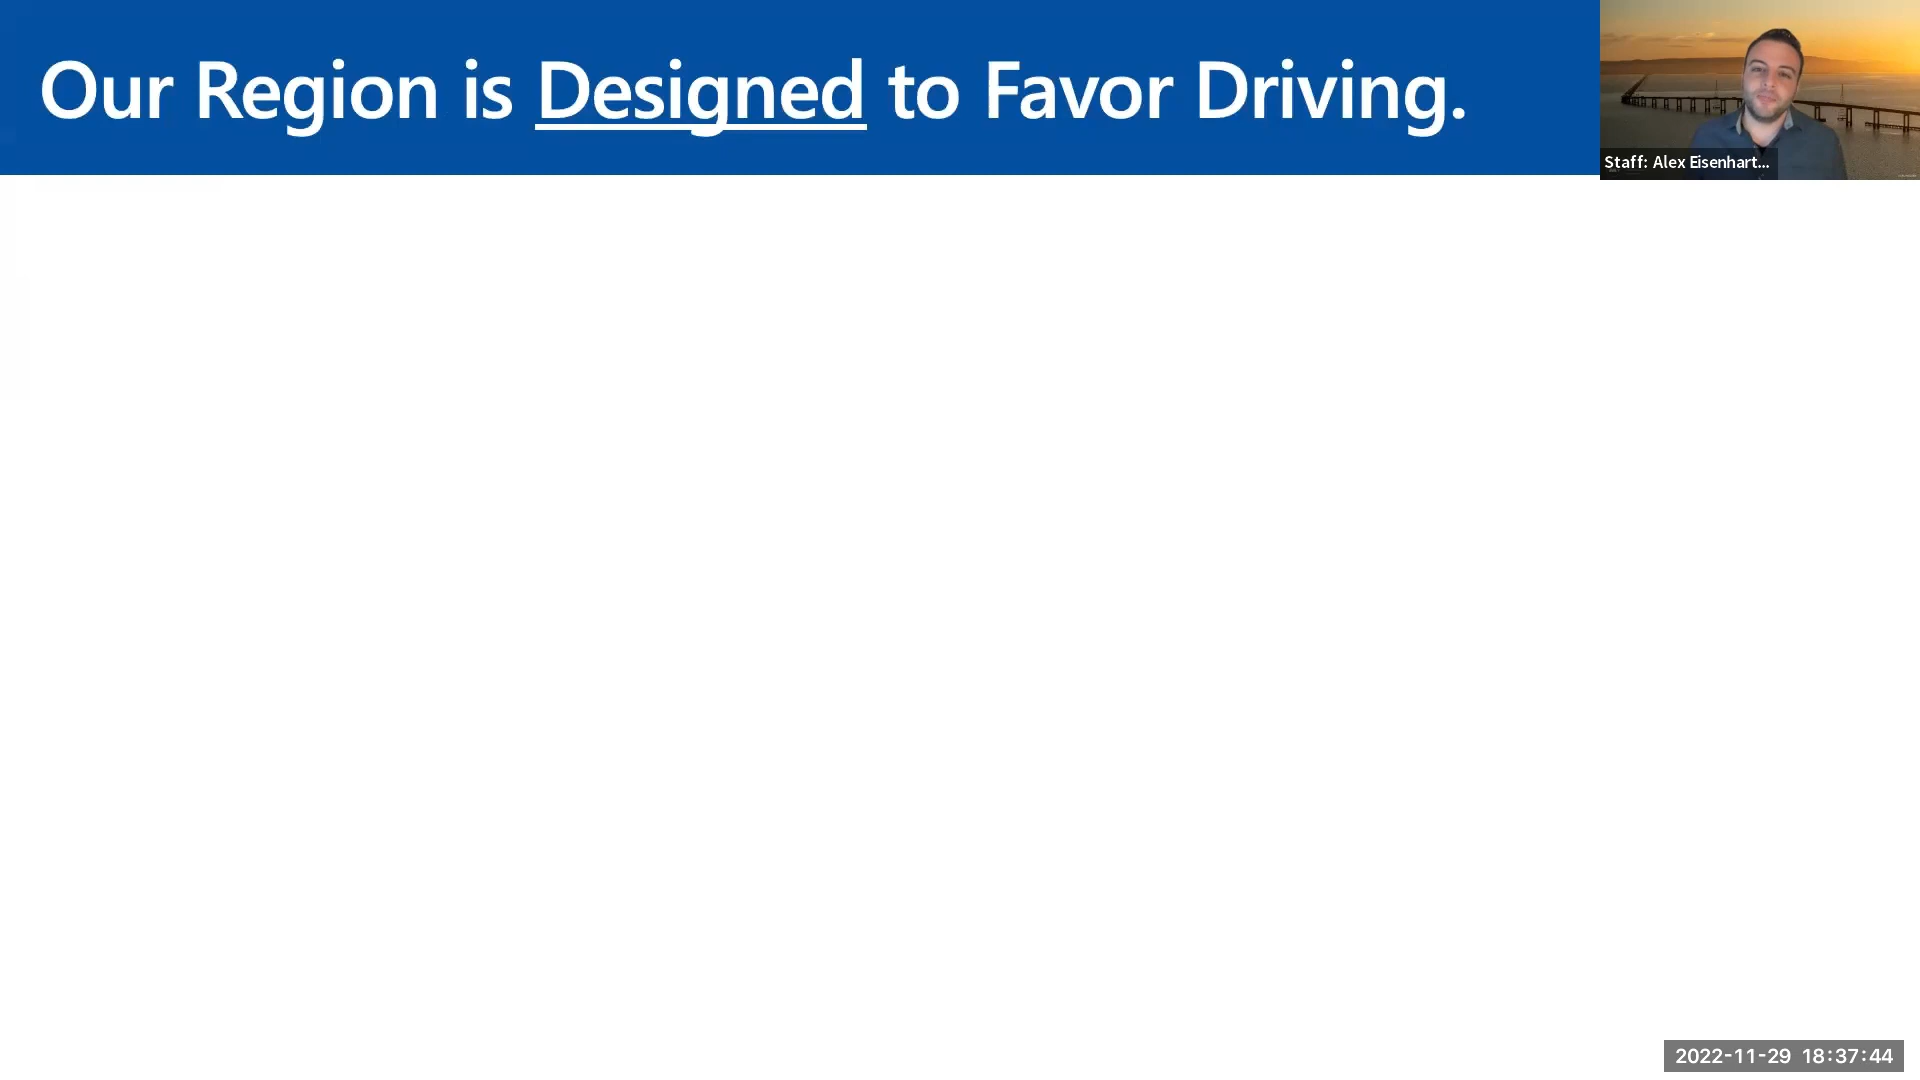 Our Region is Designed to Favor Driving.
Staff: Alex Eisenhart...
2022-11-29 18:37:44